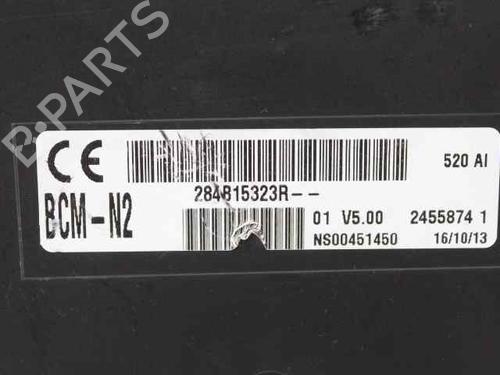 B-PARTS
CE
520 AI
284B15323R--
BCM-N2
01 V5.00 2455874 1
NS00451450 16/10/13